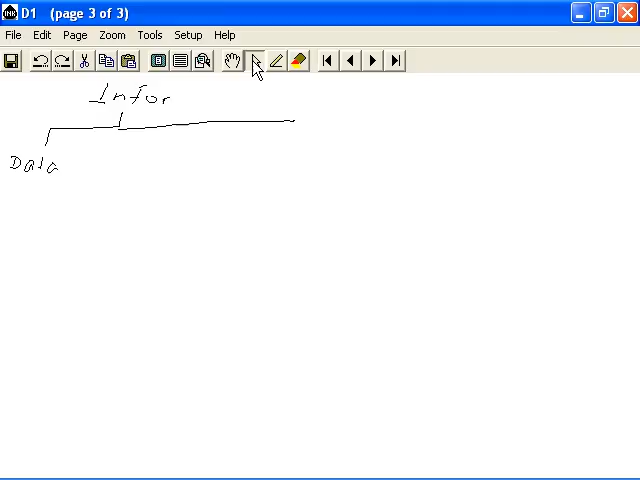 D1 (page 3 of 3)
File Edit Page Zoom Tools Setup Help
Infor
Data